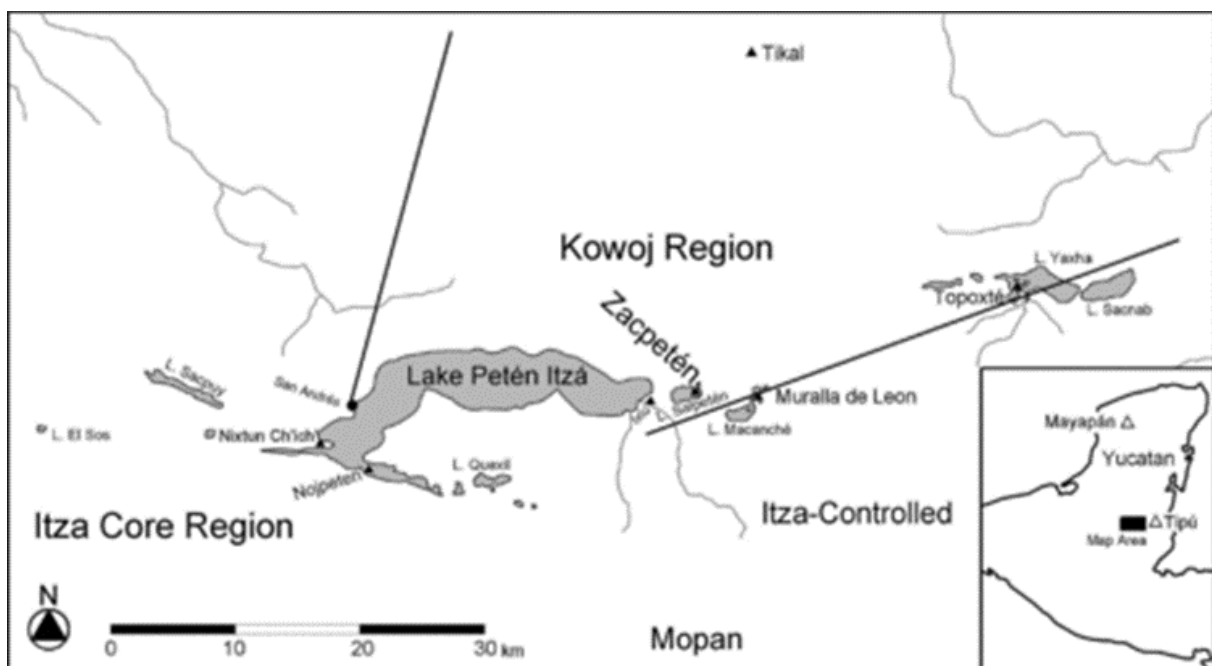 Tikal
Kowoj Region
L. Yaxha
Topoxté
L. Sacnab
Zacpetén
Lake Petén Itzá
L. Sacpuy
San Andrés
L. Salpetén
Muralla de Leon
L. Macanché
L. El Sos
Nixtun Ch'ich'
Nojpeten
L. Quexil
Itza Core Region
Itza-Controlled
Mopan
Mayapán
Yucatan
Tipú
Map Area
N
0 10 20 30 km